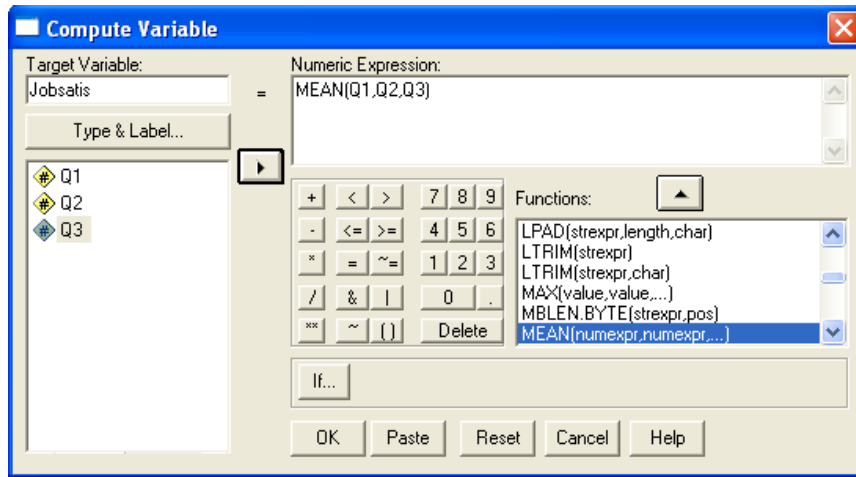 Compute Variable
Target Variable:
Jobsatis
=
Numeric Expression:
MEAN(Q1,Q2,Q3)
Type & Label...
Q1
Q2
Q3
+ < > 7 8 9
- <= >= 4 5 6
* = ~= 1 2 3
/ & | 0 .
** ~ () Delete
Functions:
LPAD(strexpr,length,char)
LTRIM(strexpr)
LTRIM(strexpr,char)
MAX(value,value,...)
MBLEN.BYTE(strexpr,pos)
MEAN(numexpr,numexpr,...)
If...
OK Paste Reset Cancel Help